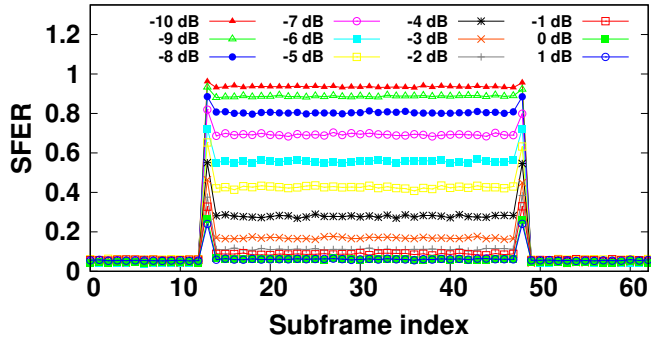 -10 dB -7 dB -4 dB -1 dB
-9 dB -6 dB -3 dB 0 dB
-8 dB -5 dB -2 dB 1 dB
1.2
1
0.8
0.6
0.4
0.2
0
SFER
0 10 20 30 40 50 60
Subframe index